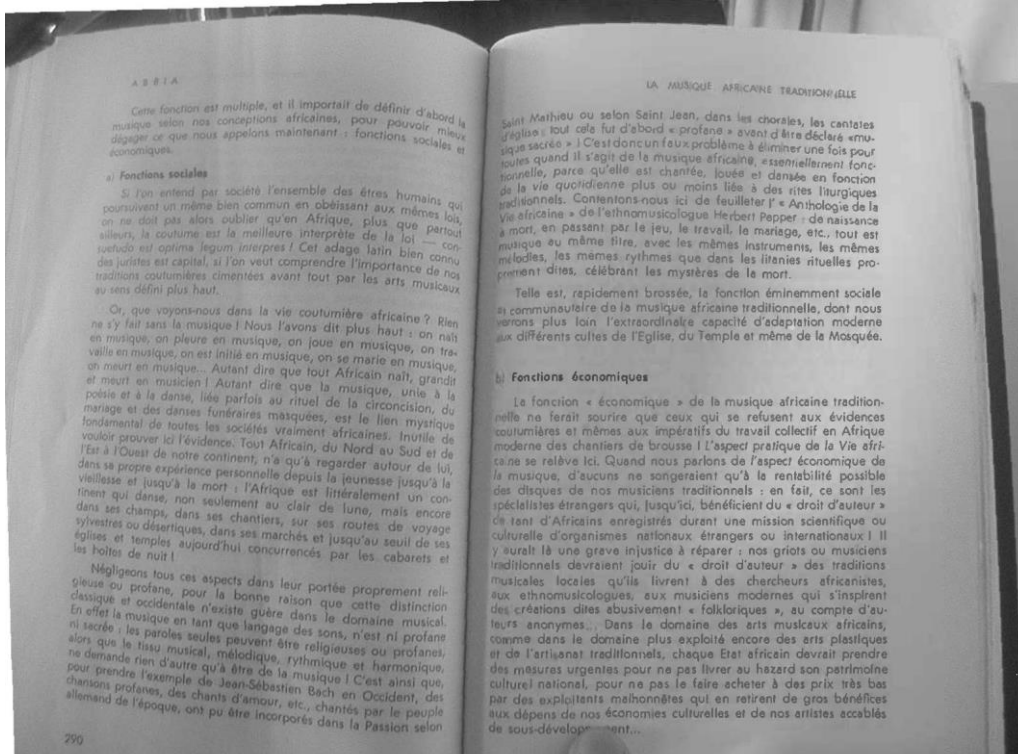 ABBIA
Cette fonction est multiple, et il importait de définir d'abord la
musique selon nos conceptions africaines, pour pouvoir mieux
dégager ce que nous appelons maintenant : fonctions sociales et
économiques.
a) Fonctions sociales
Si l'on entend par société l'ensemble des êtres humains qui
poursuivent un même bien commun en obéissant aux mêmes lois,
on ne doit pas alors oublier qu'en Afrique, plus que partout
ailleurs, la coutume est la meilleure interprète de la loi — con-
suetudo est optima legum interpres ! Cet adage latin bien connu
des juristes est capital, si l'on veut comprendre l'importance de nos
traditions coutumières cimentées avant tout par les arts musicaux
au sens défini plus haut.
Or, que voyons-nous dans la vie coutumière africaine ? Rien
ne s'y fait sans la musique ! Nous l'avons dit plus haut : on naît
en musique, on pleure en musique, on joue en musique, on tra-
vaille en musique, on est initié en musique, on se marie en musique,
on meurt en musique... Autant dire que tout Africain naît, grandit
et meurt en musicien ! Autant dire que la musique, unie à la
poésie et à la danse, liée parfois au rituel de la circoncision, du
mariage et des danses funéraires masquées, est le lien mystique
fondamental de toutes les sociétés vraiment africaines. Inutile de
vouloir prouver ici l'évidence. Tout Africain, du Nord au Sud et de
l'Est à l'Ouest de notre continent, n'a qu'à regarder autour de lui,
dans sa propre expérience personnelle depuis la jeunesse jusqu'à la
vieillesse et jusqu'à la mort : l'Afrique est littéralement un con-
tinent qui danse, non seulement au clair de lune, mais encore
dans ses champs, dans ses chantiers, sur ses routes de voyage
sylvestres ou désertiques, dans ses marchés et jusqu'au seuil de ses
églises et temples aujourd'hui concurrencés par les cabarets et
les boîtes de nuit !
Négligeons tous ces aspects dans leur portée proprement reli-
gieuse ou profane, pour la bonne raison que cette distinction
classique et occidentale n'existe guère dans le domaine musical.
En effet la musique en tant que langage des sons, n'est ni profane
ni sacrée : les paroles seules peuvent être religieuses ou profanes,
alors que le tissu musical, mélodique, rythmique et harmonique,
ne demande rien d'autre qu'à être de la musique ! C'est ainsi que,
pour prendre l'exemple de Jean-Sébastien Bach en Occident, des
chansons profanes, des chants d'amour, etc., chantés par le peuple
allemand de l'époque, ont pu être incorporés dans la Passion selon
290
LA MUSIQUE AFRICAINE TRADITIONNELLE
Saint Mathieu ou selon Saint Jean, dans les chorales, les cantates
d'église : tout cela fut d'abord « profane » avant d'être déclaré «mu-
sique sacrée » ! C'est donc un faux problème à éliminer une fois pour
toutes quand il s'agit de la musique africaine, essentiellement fonc-
tionnelle, parce qu'elle est chantée, jouée et dansée en fonction
de la vie quotidienne plus ou moins liée à des rites liturgiques
traditionnels. Contentons-nous ici de feuilleter l' « Anthologie de la
Vie africaine » de l'ethnomusicologue Herbert Pepper : de naissance
à mort, en passant par le jeu, le travail, le mariage, etc., tout est
musique au même titre, avec les mêmes instruments, les mêmes
mélodies, les mêmes rythmes que dans les litanies rituelles pro-
prement dites, célébrant les mystères de la mort.
Telle est, rapidement brossée, la fonction éminemment sociale
et communautaire de la musique africaine traditionnelle, dont nous
verrons plus loin l'extraordinaire capacité d'adaptation moderne
aux différents cultes de l'Eglise, du Temple et même de la Mosquée.
b) Fonctions économiques
La fonction « économique » de la musique africaine tradition-
nelle ne ferait sourire que ceux qui se refusent aux évidences
coutumières et mêmes aux impératifs du travail collectif en Afrique
moderne des chantiers de brousse ! L'aspect pratique de la Vie afri-
caine se relève ici. Quand nous parlons de l'aspect économique de
la musique, d'aucuns ne songeraient qu'à la rentabilité possible
des disques de nos musiciens traditionnels : en fait, ce sont les
spécialistes étrangers qui, jusqu'ici, bénéficient du « droit d'auteur »
de tant d'Africains enregistrés durant une mission scientifique ou
culturelle d'organismes nationaux étrangers ou internationaux ! Il
y aurait là une grave injustice à réparer : nos griots ou musiciens
traditionnels devraient jouir du « droit d'auteur » des traditions
musicales locales qu'ils livrent à des chercheurs africanistes,
aux ethnomusicologues, aux musiciens modernes qui s'inspirent
des créations dites abusivement « folkloriques », au compte d'au-
teurs anonymes... Dans le domaine des arts musicaux africains,
comme dans le domaine plus exploité encore des arts plastiques
et de l'artisanat traditionnels, chaque Etat africain devrait prendre
des mesures urgentes pour ne pas livrer au hazard son patrimoine
culturel national, pour ne pas le faire acheter à des prix très bas
par des exploitants malhonnêtes qui en retirent de gros bénéfices
aux dépens de nos économies culturelles et de nos artistes accablés
de sous-développement...